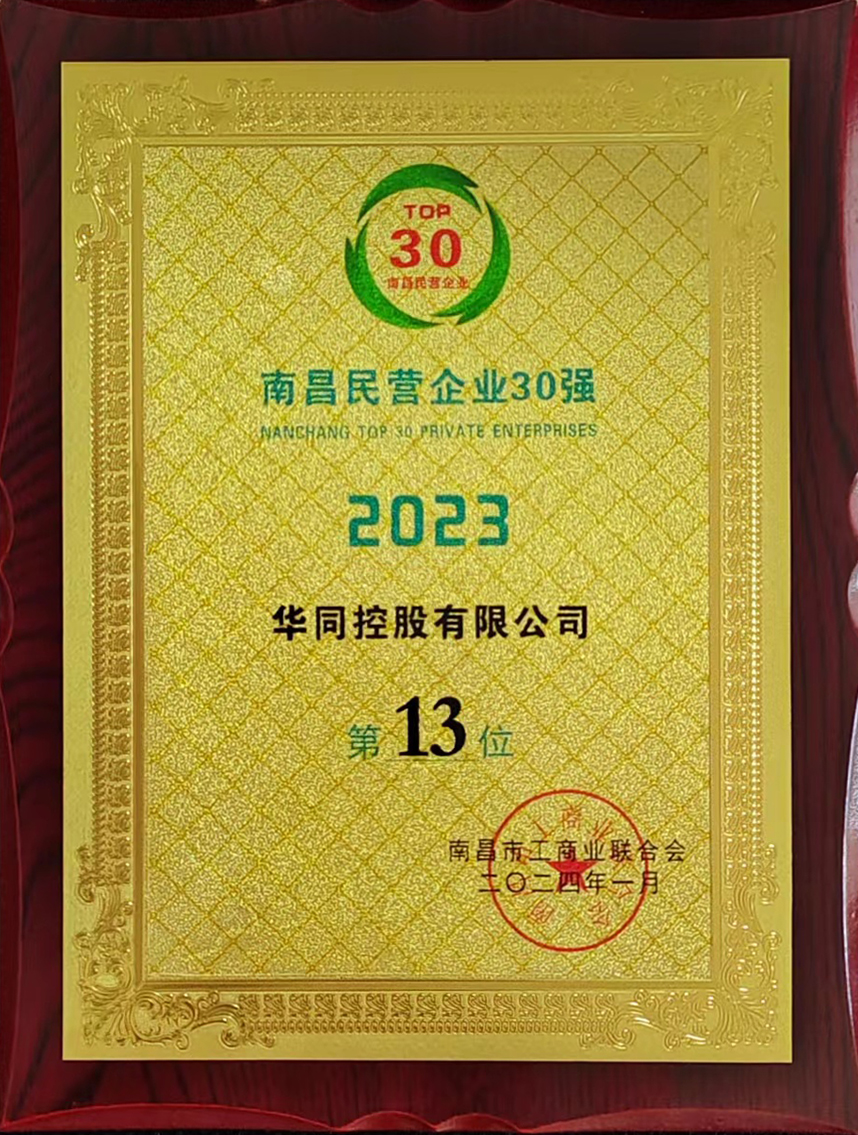 TOP
30
南昌民营企业
南昌民营企业30强
NANCHANG TOP 30 PRIVATE ENTERPRISES
2023
华同控股有限公司
第 13 位
南昌市工商业联合会
二〇二四年一月